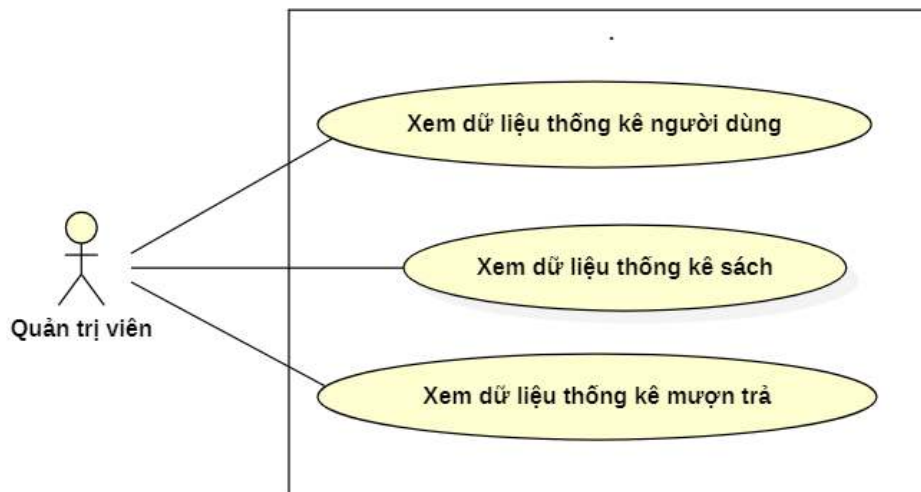 Xem dữ liệu thống kê người dùng
Xem dữ liệu thống kê sách
Quản trị viên
Xem dữ liệu thống kê mượn trả